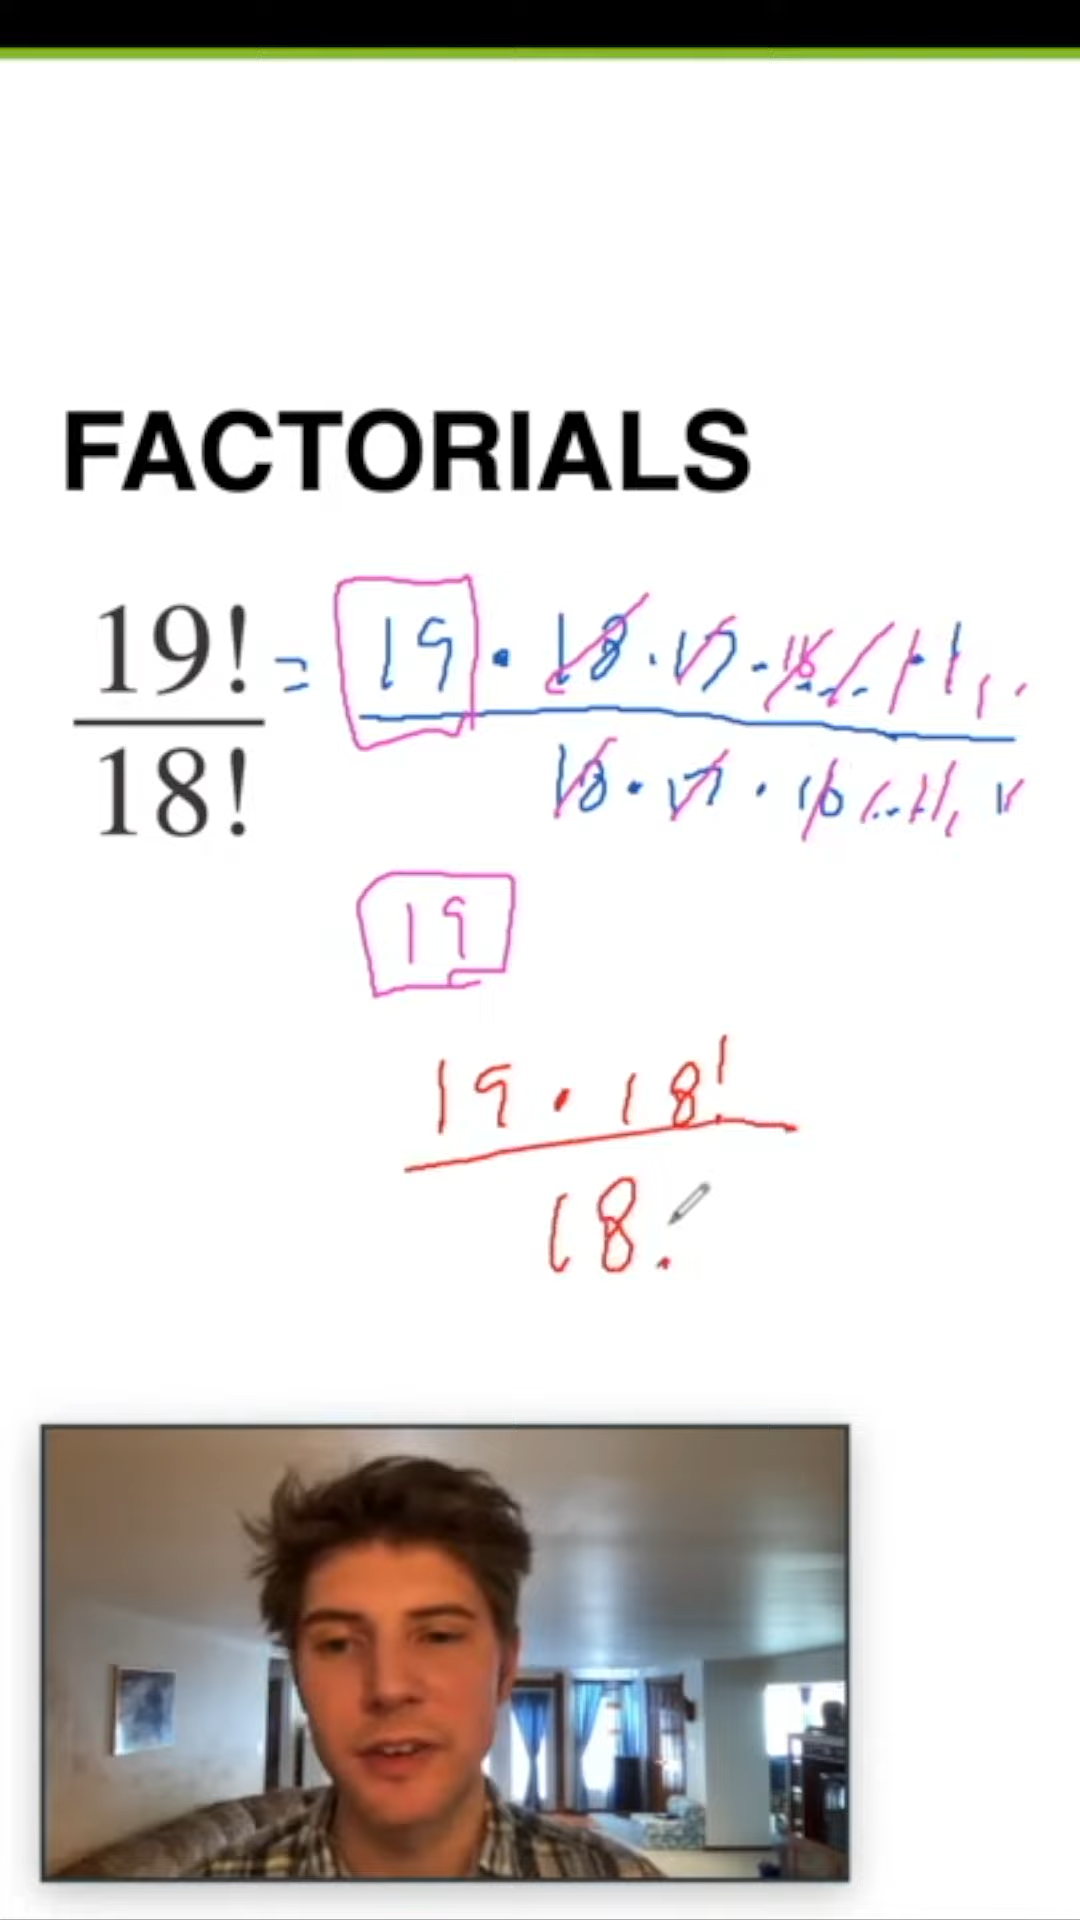 FACTORIALS
19! = 19 · 18 · 17 · 16 ... · 1
18! 18 · 17 · 16 ... · 1
19
19 · 18!
18.